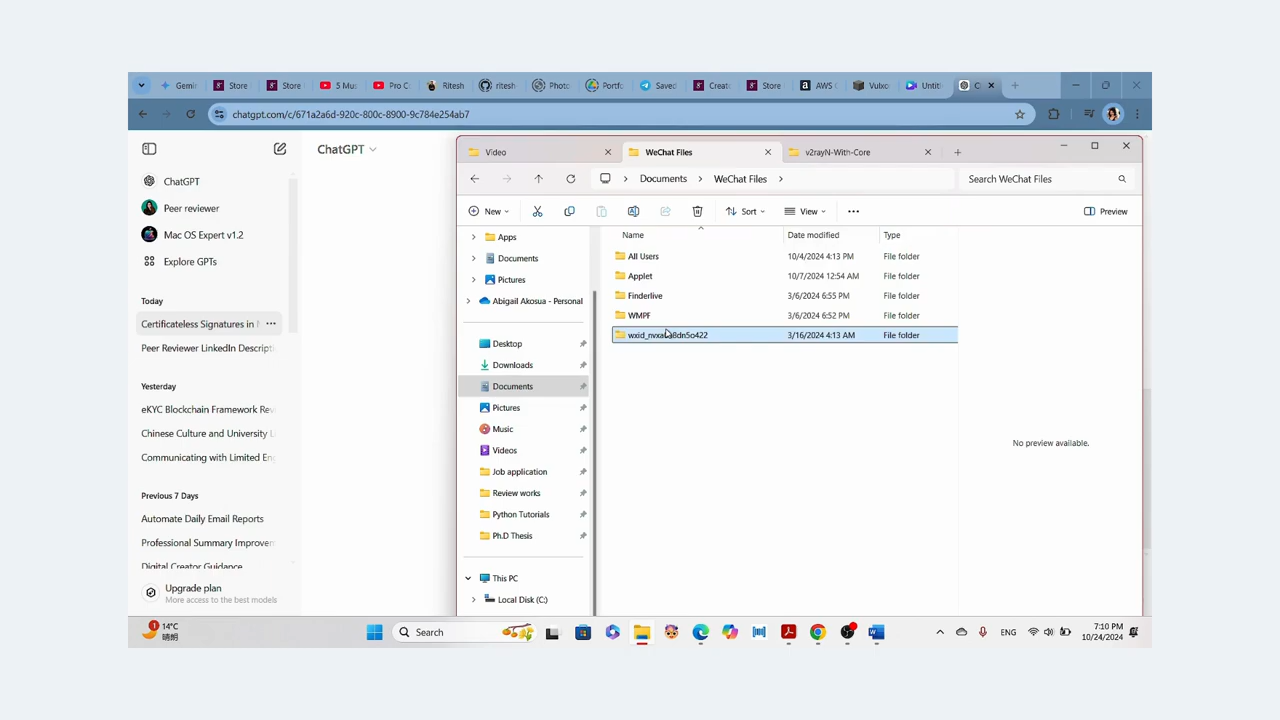 Gemi
Store
Store
5 Mu
Pro C
Ritesh
ritesh
Photo
Portf
Saved
Create
Store
AWS
Vulxo
Untit
C
chatgpt.com/c/671a2a6d-920c-800c-8900-9c784e254ab7
ChatGPT
ChatGPT
Peer reviewer
Mac OS Expert v1.2
Explore GPTs
Today
Certificateless Signatures in
Peer Reviewer LinkedIn Descripti
Yesterday
eKYC Blockchain Framework Rev
Chinese Culture and University L
Communicating with Limited Eng
Previous 7 Days
Automate Daily Email Reports
Professional Summary Improvem
Digital Creator Guidance
Upgrade plan
More access to the best models
Video
WeChat Files
v2rayN-With-Core
Documents
WeChat Files
Search WeChat Files
New
Sort
View
Preview
Apps
Documents
Pictures
Abigail Akosua - Personal
Desktop
Downloads
Documents
Pictures
Music
Videos
Job application
Review works
Python Tutorials
Ph.D Thesis
This PC
Local Disk (C:)
Name Date modified Type
All Users 10/4/2024 4:13 PM File folder
Applet 10/7/2024 12:54 AM File folder
Finderlive 3/6/2024 6:55 PM File folder
WMPF 3/6/2024 6:52 PM File folder
3/16/2024 4:13 AM File folder
No preview available.
1
14°C
晴朗
Search
ENG
7:10 PM
10/24/2024